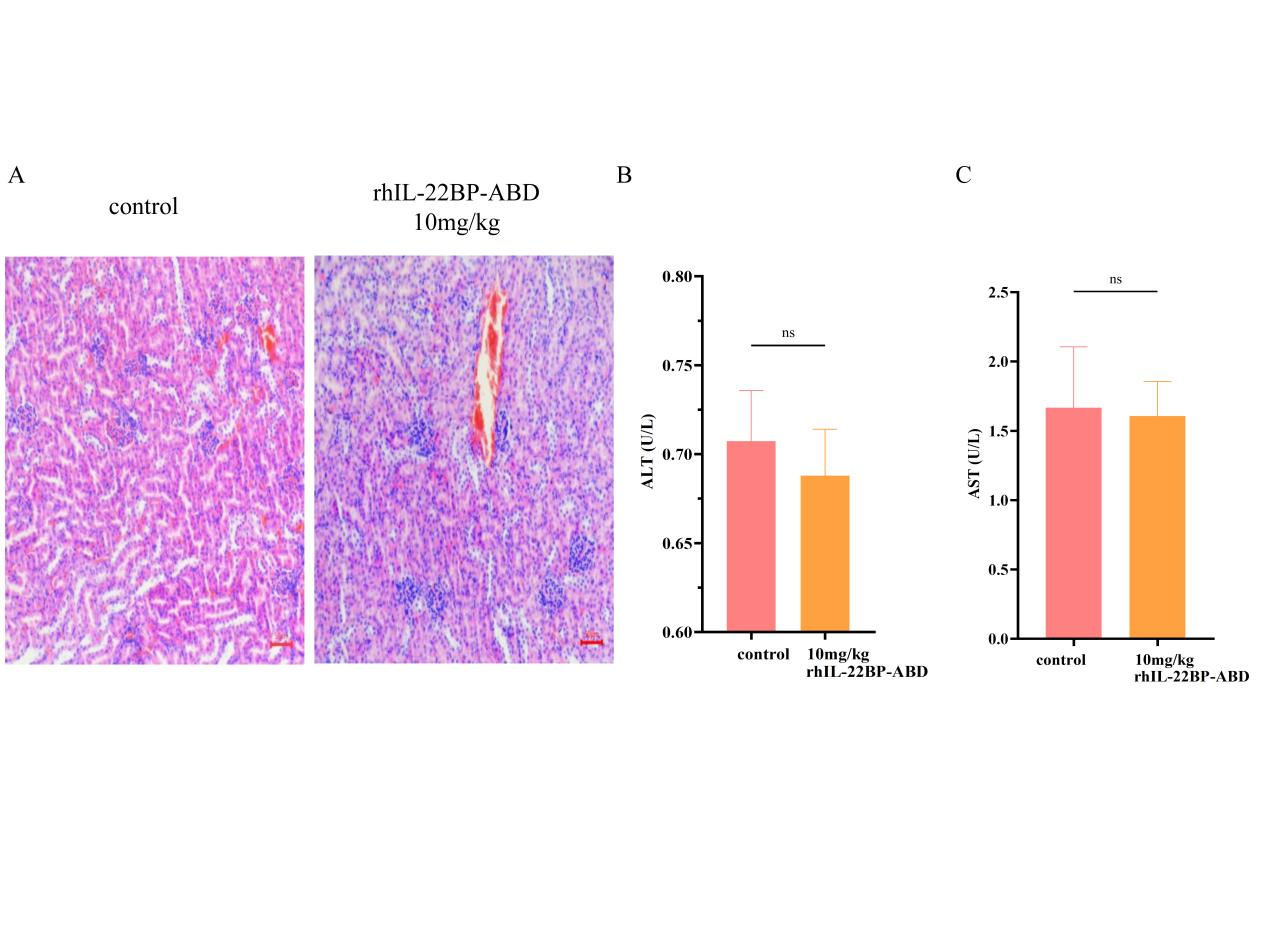 A
control
rhIL-22BP-ABD
10mg/kg
B
ALT (U/L)
0.80
0.75
0.70
0.65
0.60
ns
control
10mg/kg
rhIL-22BP-ABD
C
AST (U/L)
2.5
2.0
1.5
1.0
0.5
0.0
ns
control
10mg/kg
rhIL-22BP-ABD